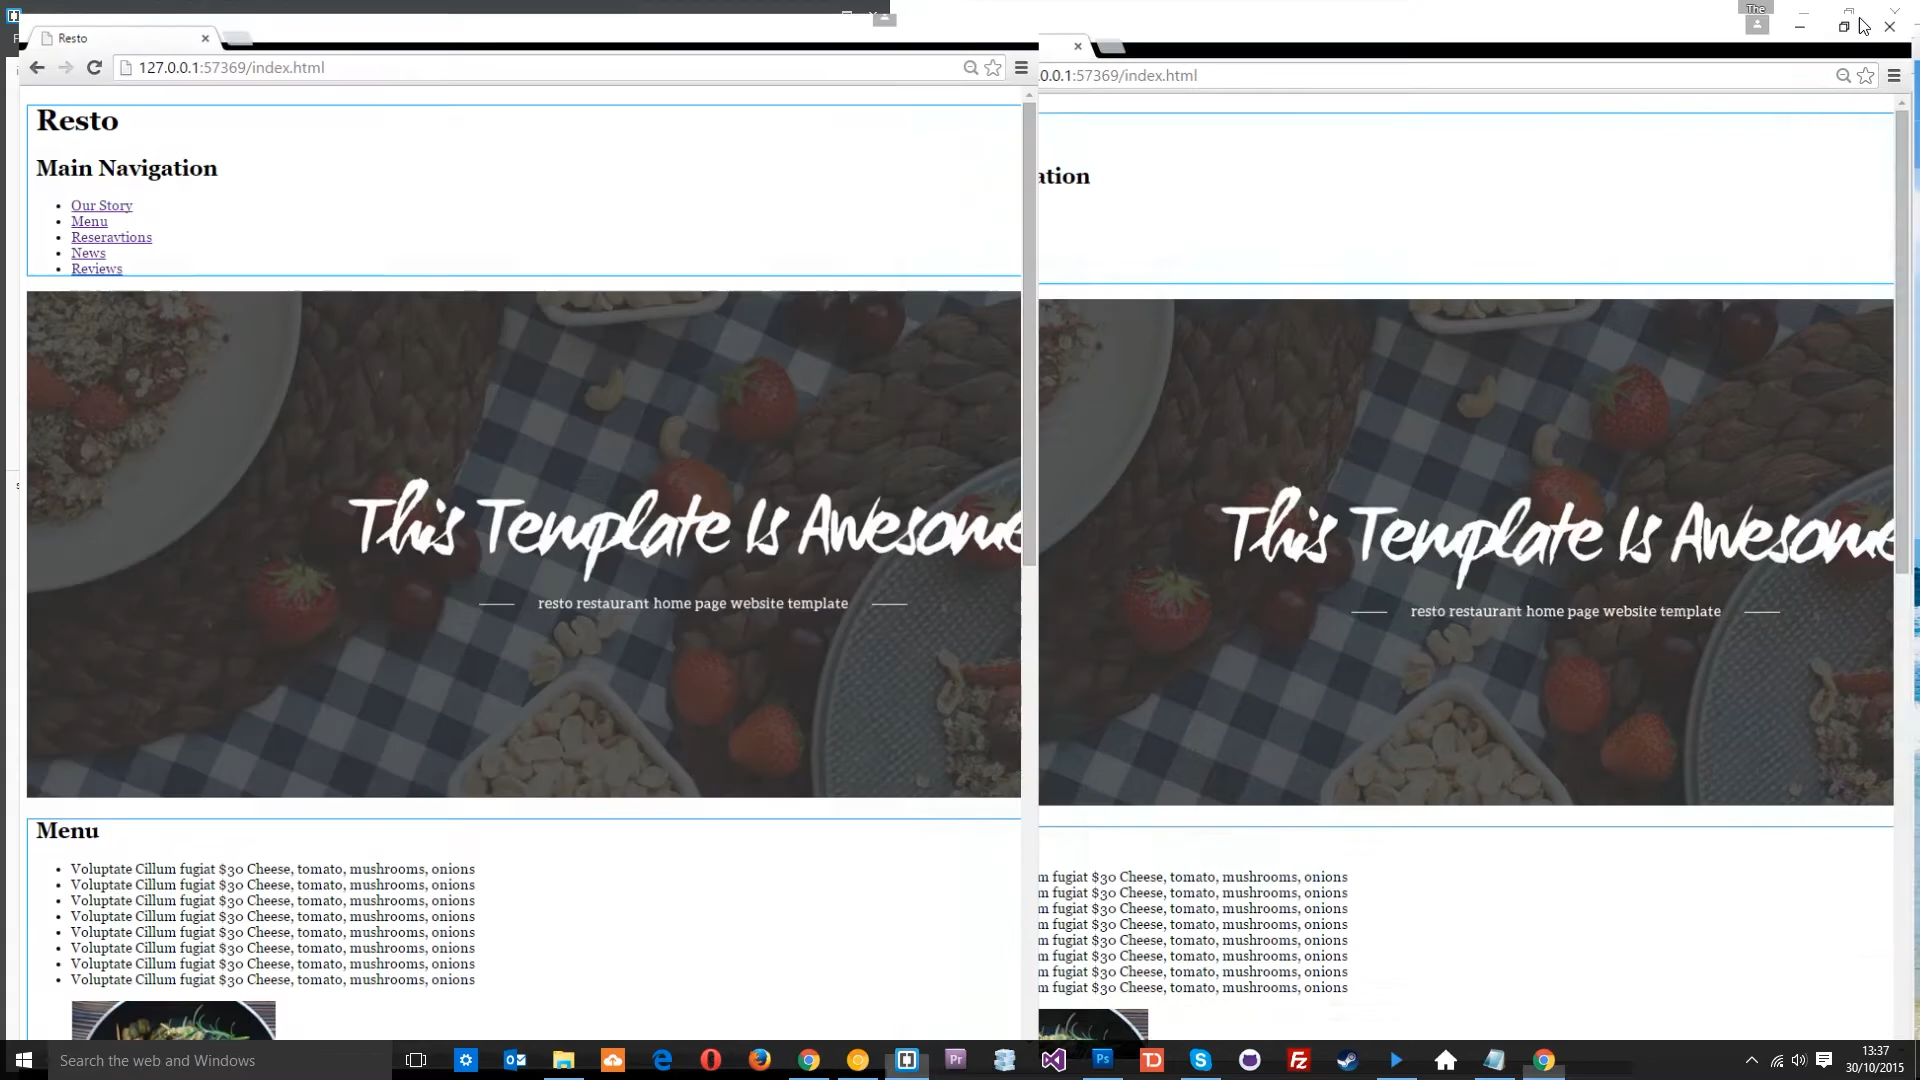 The
Resto
127.0.0.1:57369/index.html
0.0.1:57369/index.html
Resto
Main Navigation
ation
Our Story
Menu
Reseravtions
News
Reviews
This Template Is Awesome
This Template Is Awesome
resto restaurant home page website template
resto restaurant home page website template
Menu
Voluptate Cillum fugiat $30 Cheese, tomato, mushrooms, onions
Voluptate Cillum fugiat $30 Cheese, tomato, mushrooms, onions
Voluptate Cillum fugiat $30 Cheese, tomato, mushrooms, onions
Voluptate Cillum fugiat $30 Cheese, tomato, mushrooms, onions
Voluptate Cillum fugiat $30 Cheese, tomato, mushrooms, onions
Voluptate Cillum fugiat $30 Cheese, tomato, mushrooms, onions
Voluptate Cillum fugiat $30 Cheese, tomato, mushrooms, onions
Voluptate Cillum fugiat $30 Cheese, tomato, mushrooms, onions
m fugiat $30 Cheese, tomato, mushrooms, onions
m fugiat $30 Cheese, tomato, mushrooms, onions
m fugiat $30 Cheese, tomato, mushrooms, onions
m fugiat $30 Cheese, tomato, mushrooms, onions
m fugiat $30 Cheese, tomato, mushrooms, onions
m fugiat $30 Cheese, tomato, mushrooms, onions
m fugiat $30 Cheese, tomato, mushrooms, onions
m fugiat $30 Cheese, tomato, mushrooms, onions
Search the web and Windows
Pr
Ps
TD
Fz
13:37
30/10/2015